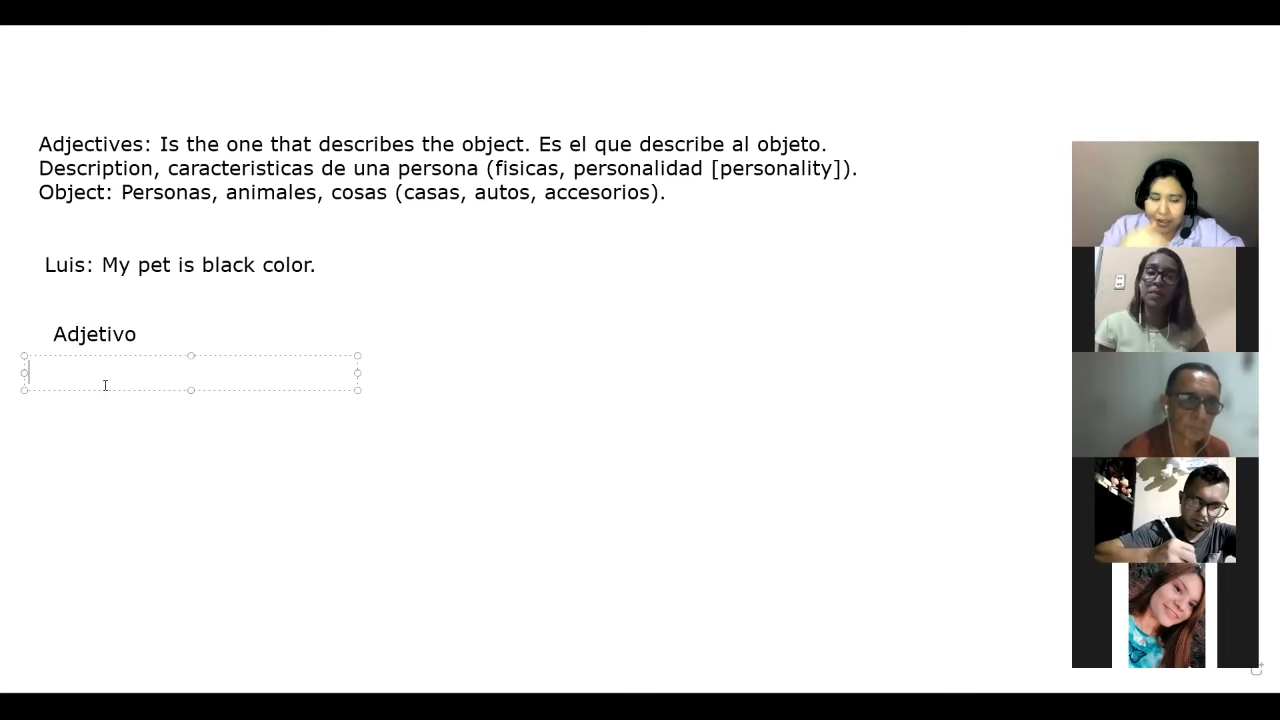 Adjectives: Is the one that describes the object. Es el que describe al objeto.
Description, caracteristicas de una persona (fisicas, personalidad [personality]).
Object: Personas, animales, cosas (casas, autos, accesorios).
Luis: My pet is black color.
Adjetivo